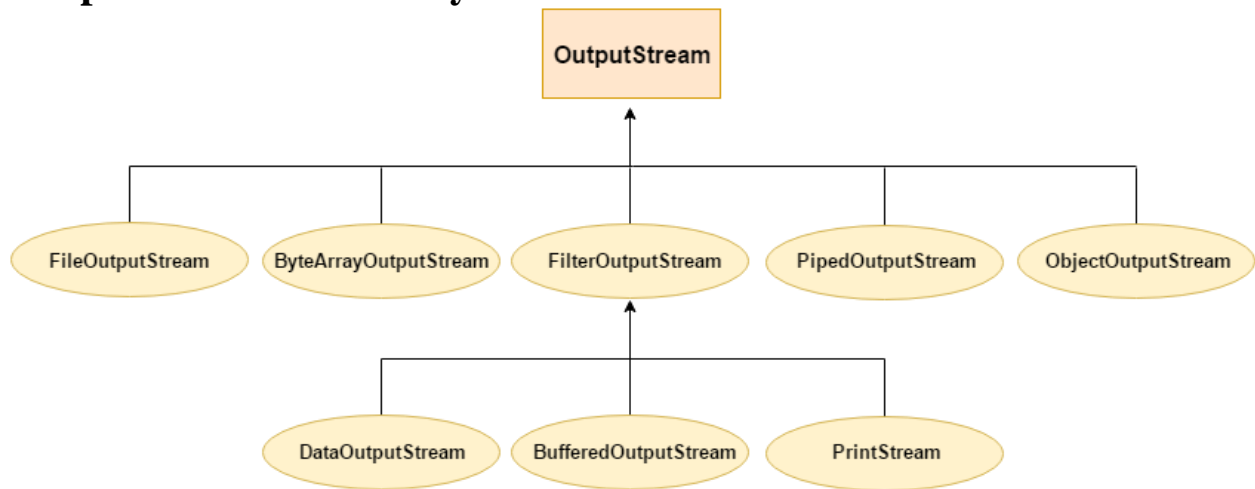 OutputStream
FileOutputStream
ByteArrayOutputStream
FilterOutputStream
PipedOutputStream
ObjectOutputStream
DataOutputStream
BufferedOutputStream
PrintStream